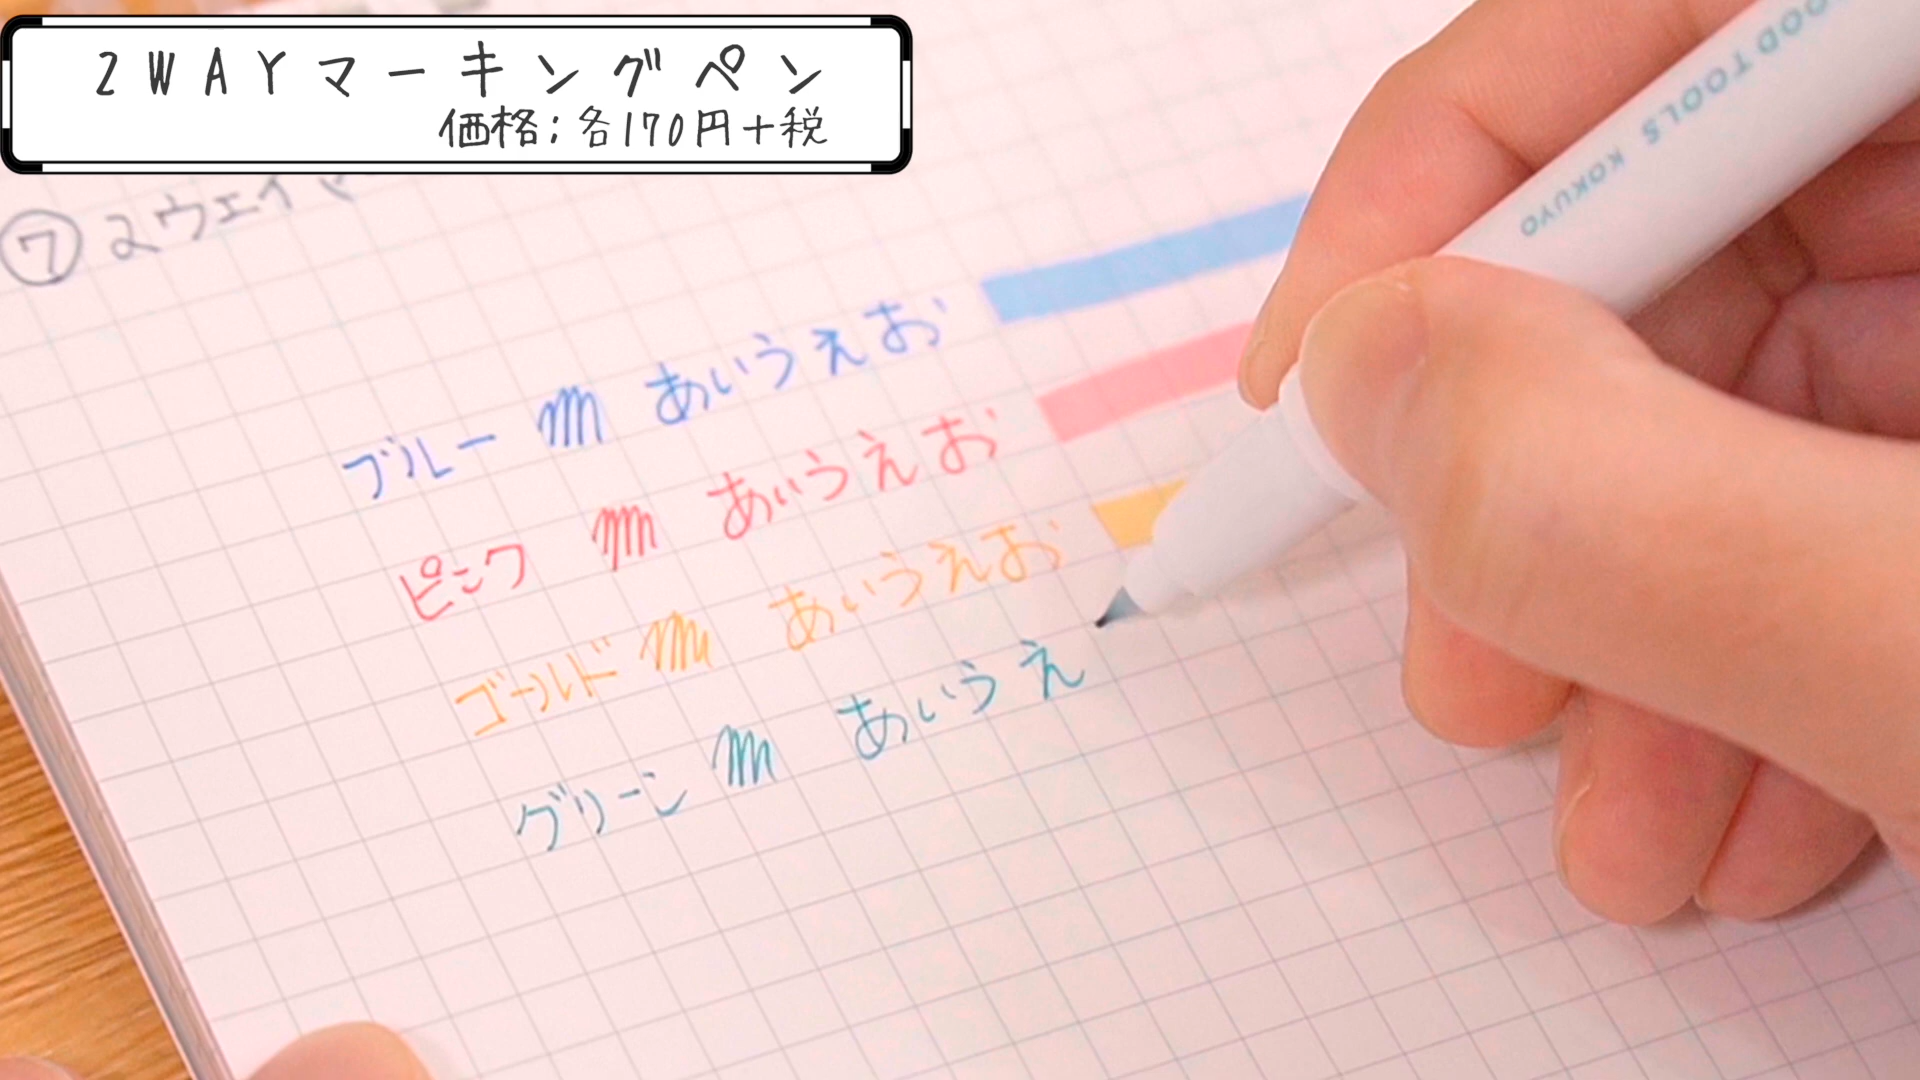 2WAYマーキングペン
価格:各170円+税
⑦ 2ウェイマ
ブルー あいうえお
ピンク あいうえお
ゴールド あいうえお
グリーン あいうえ
GOOD TOOLS KOKUYO